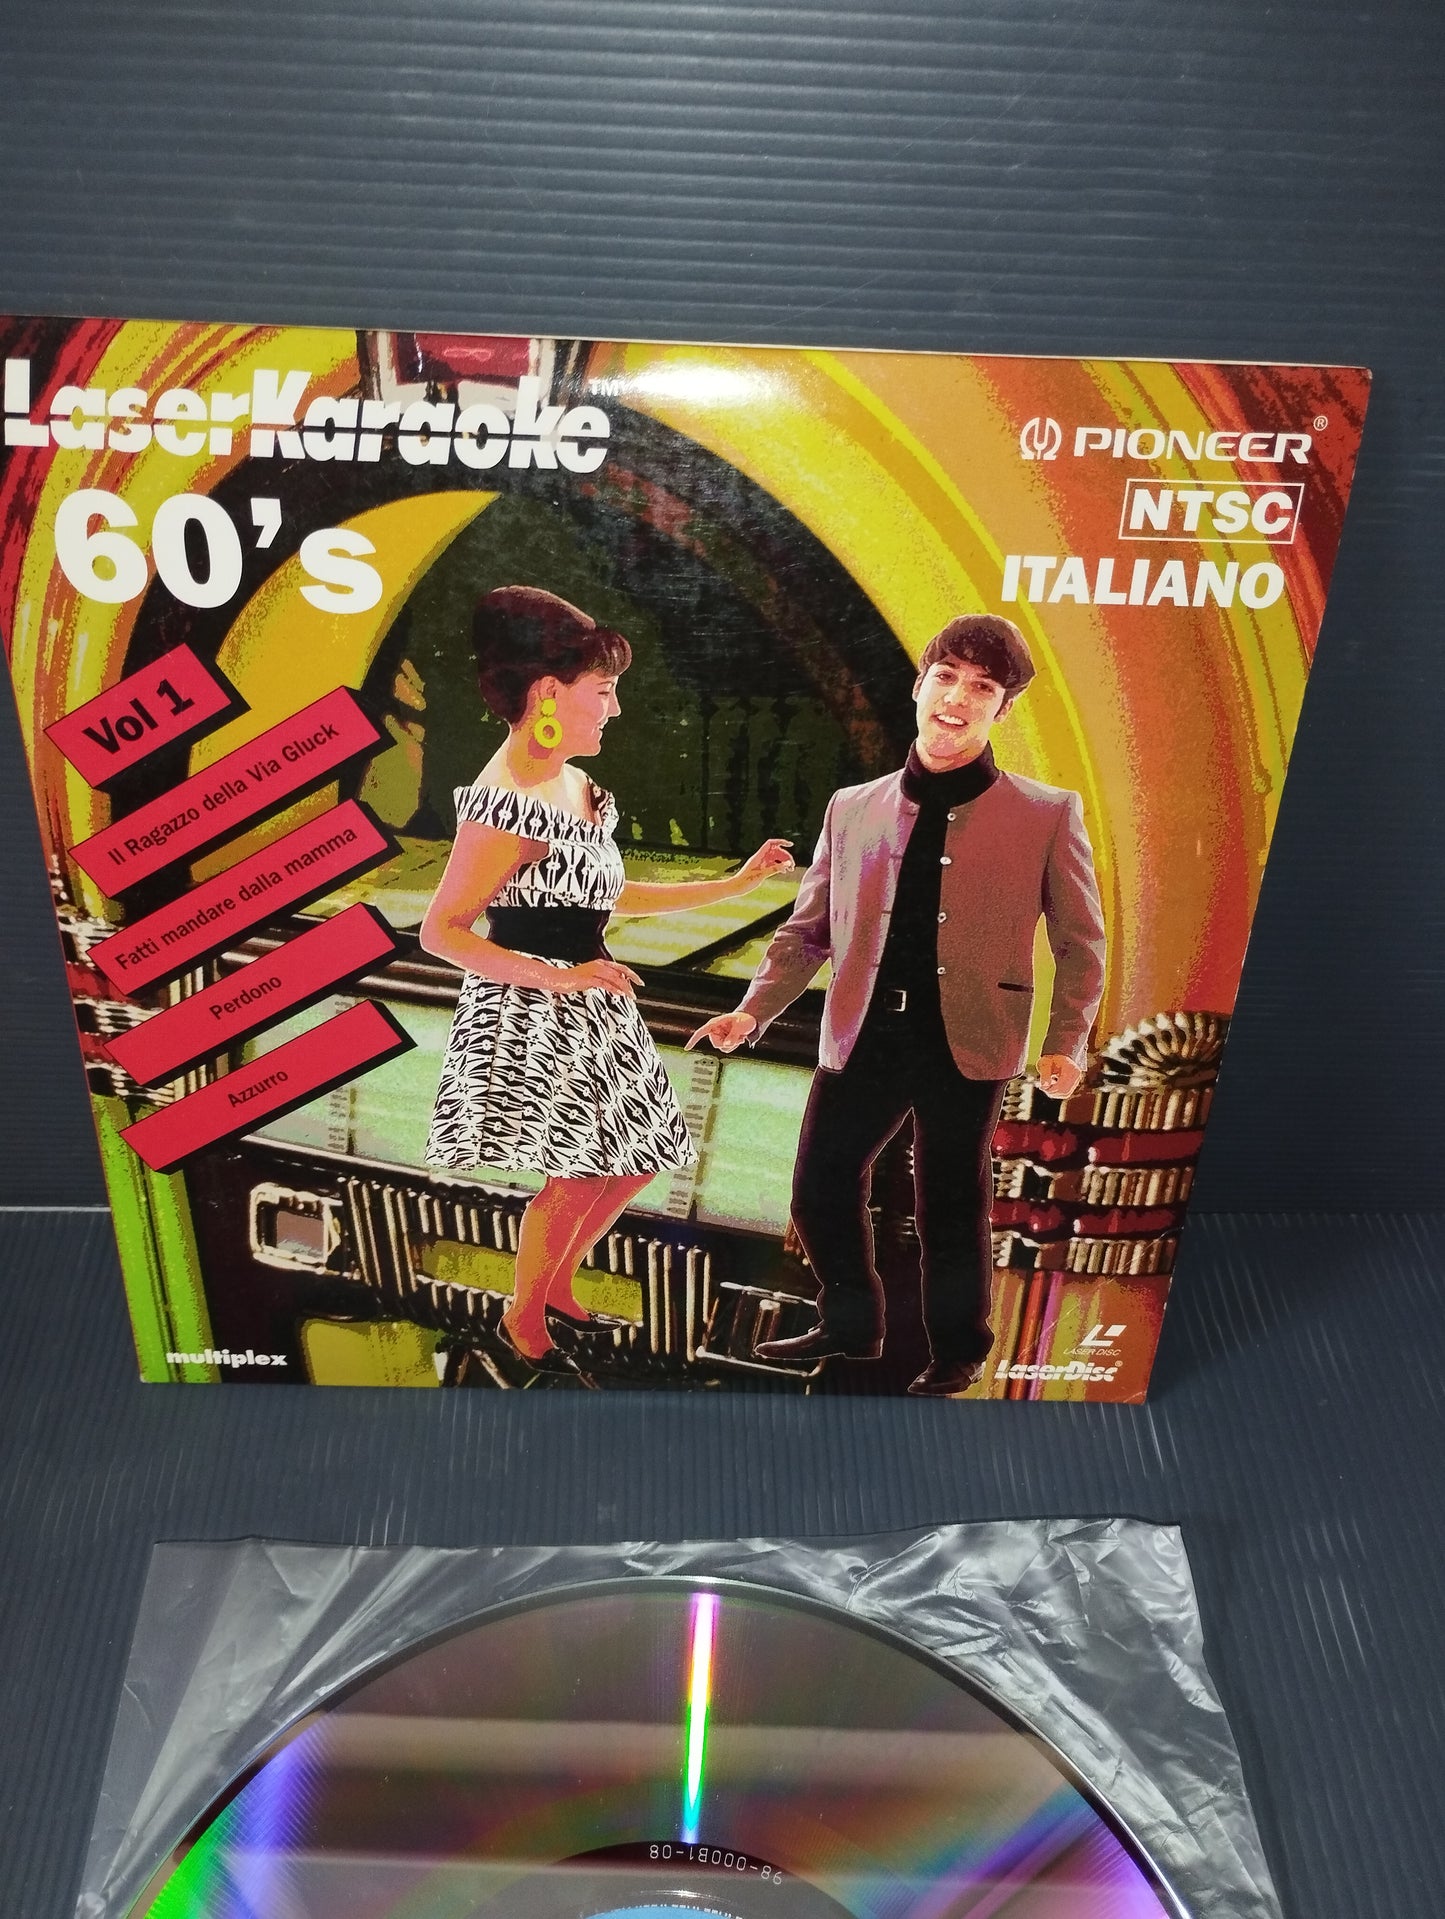 LaserKaraoke™
60's
PIONEER®
NTSC
ITALIANO
Vol 1
Il Ragazzo della Via Gluck
Fatti mandare dalla mamma
Perdono
Azzurro
multiplex
LASER DISC
LaserDisc®